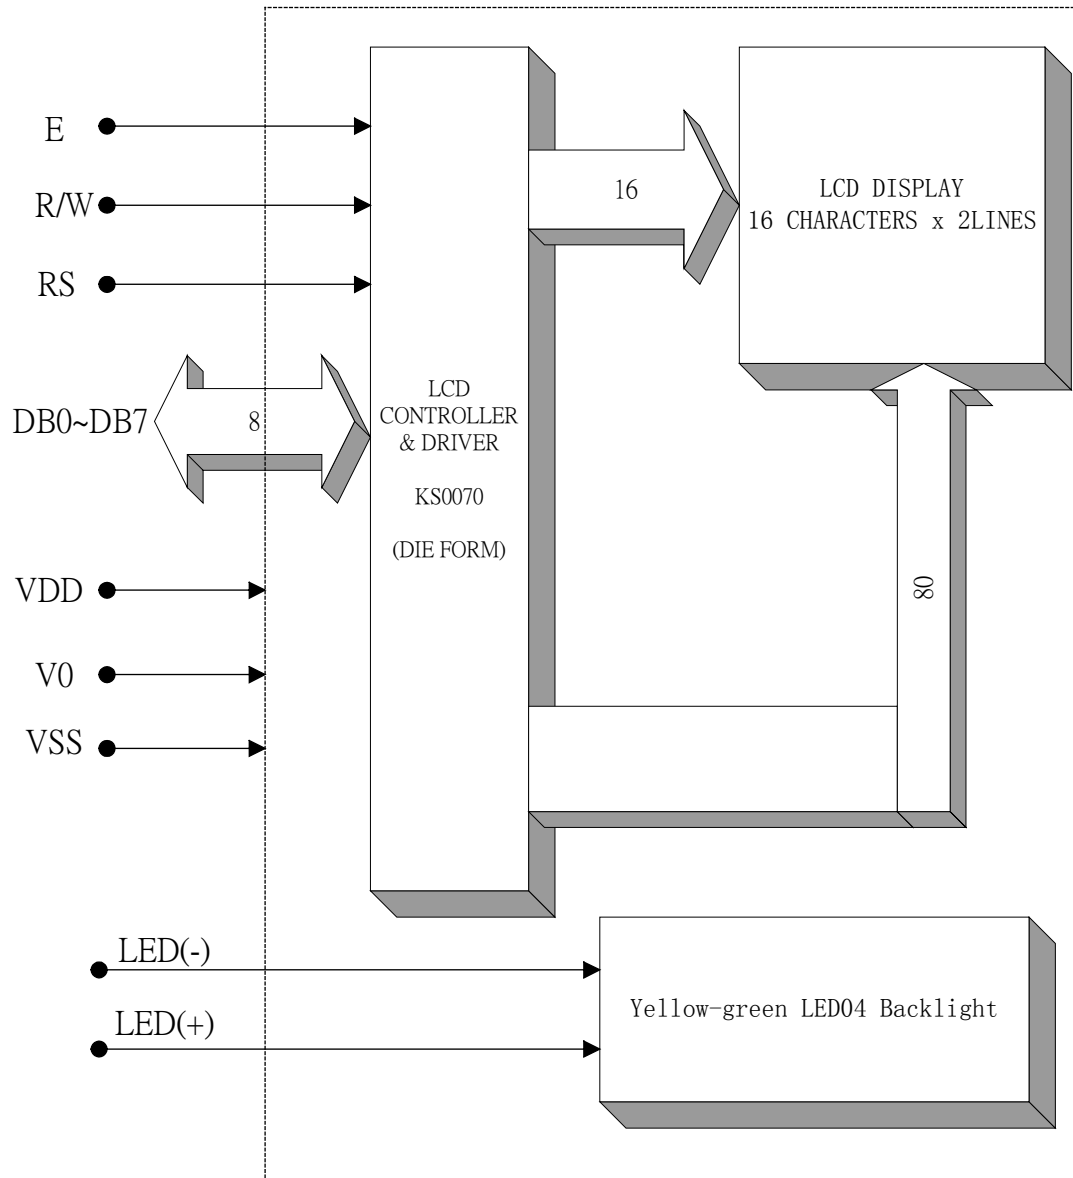 E
R/W
RS
DB0~DB7
8
VDD
V0
VSS
LCD
CONTROLLER
& DRIVER
KS0070
(DIE FORM)
16
LCD DISPLAY
16 CHARACTERS x 2LINES
80
LED(-)
LED(+)
Yellow-green LED04 Backlight